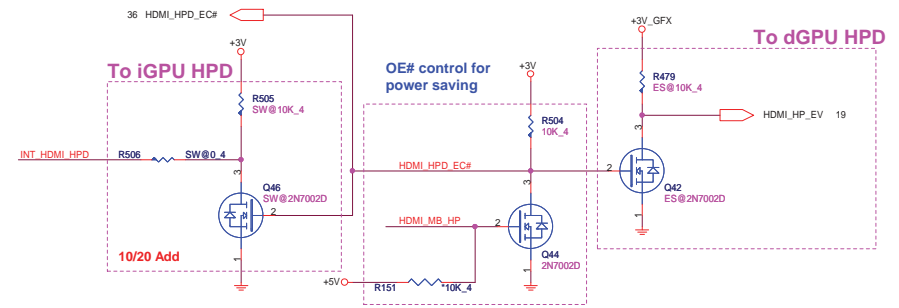 36 HDMI_HPD_EC#
+3V
To iGPU HPD
R505
SW@10K_4
INT_HDMI_HPD
R506
SW@0_4
3
Q46
SW@2N7002D
2
1
10/20 Add
OE# control for
power saving
+3V
R504
10K_4
HDMI_HPD_EC#
3
HDMI_MB_HP
2
Q44
2N7002D
1
+5V
R151
*10K_4
+3V_GFX
To dGPU HPD
R479
ES@10K_4
HDMI_HP_EV 19
3
2
Q42
ES@2N7002D
1